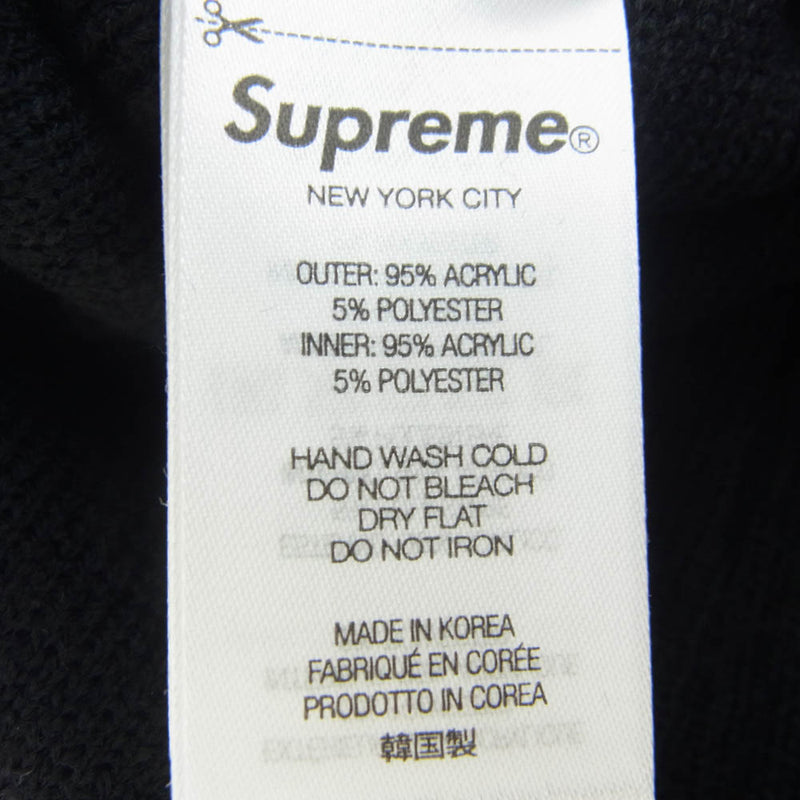 Supreme®
NEW YORK CITY
OUTER: 95% ACRYLIC
5% POLYESTER
INNER: 95% ACRYLIC
5% POLYESTER
HAND WASH COLD
DO NOT BLEACH
DRY FLAT
DO NOT IRON
MADE IN KOREA
FABRIQUÉ EN CORÉE
PRODOTTO IN COREA
韓国製